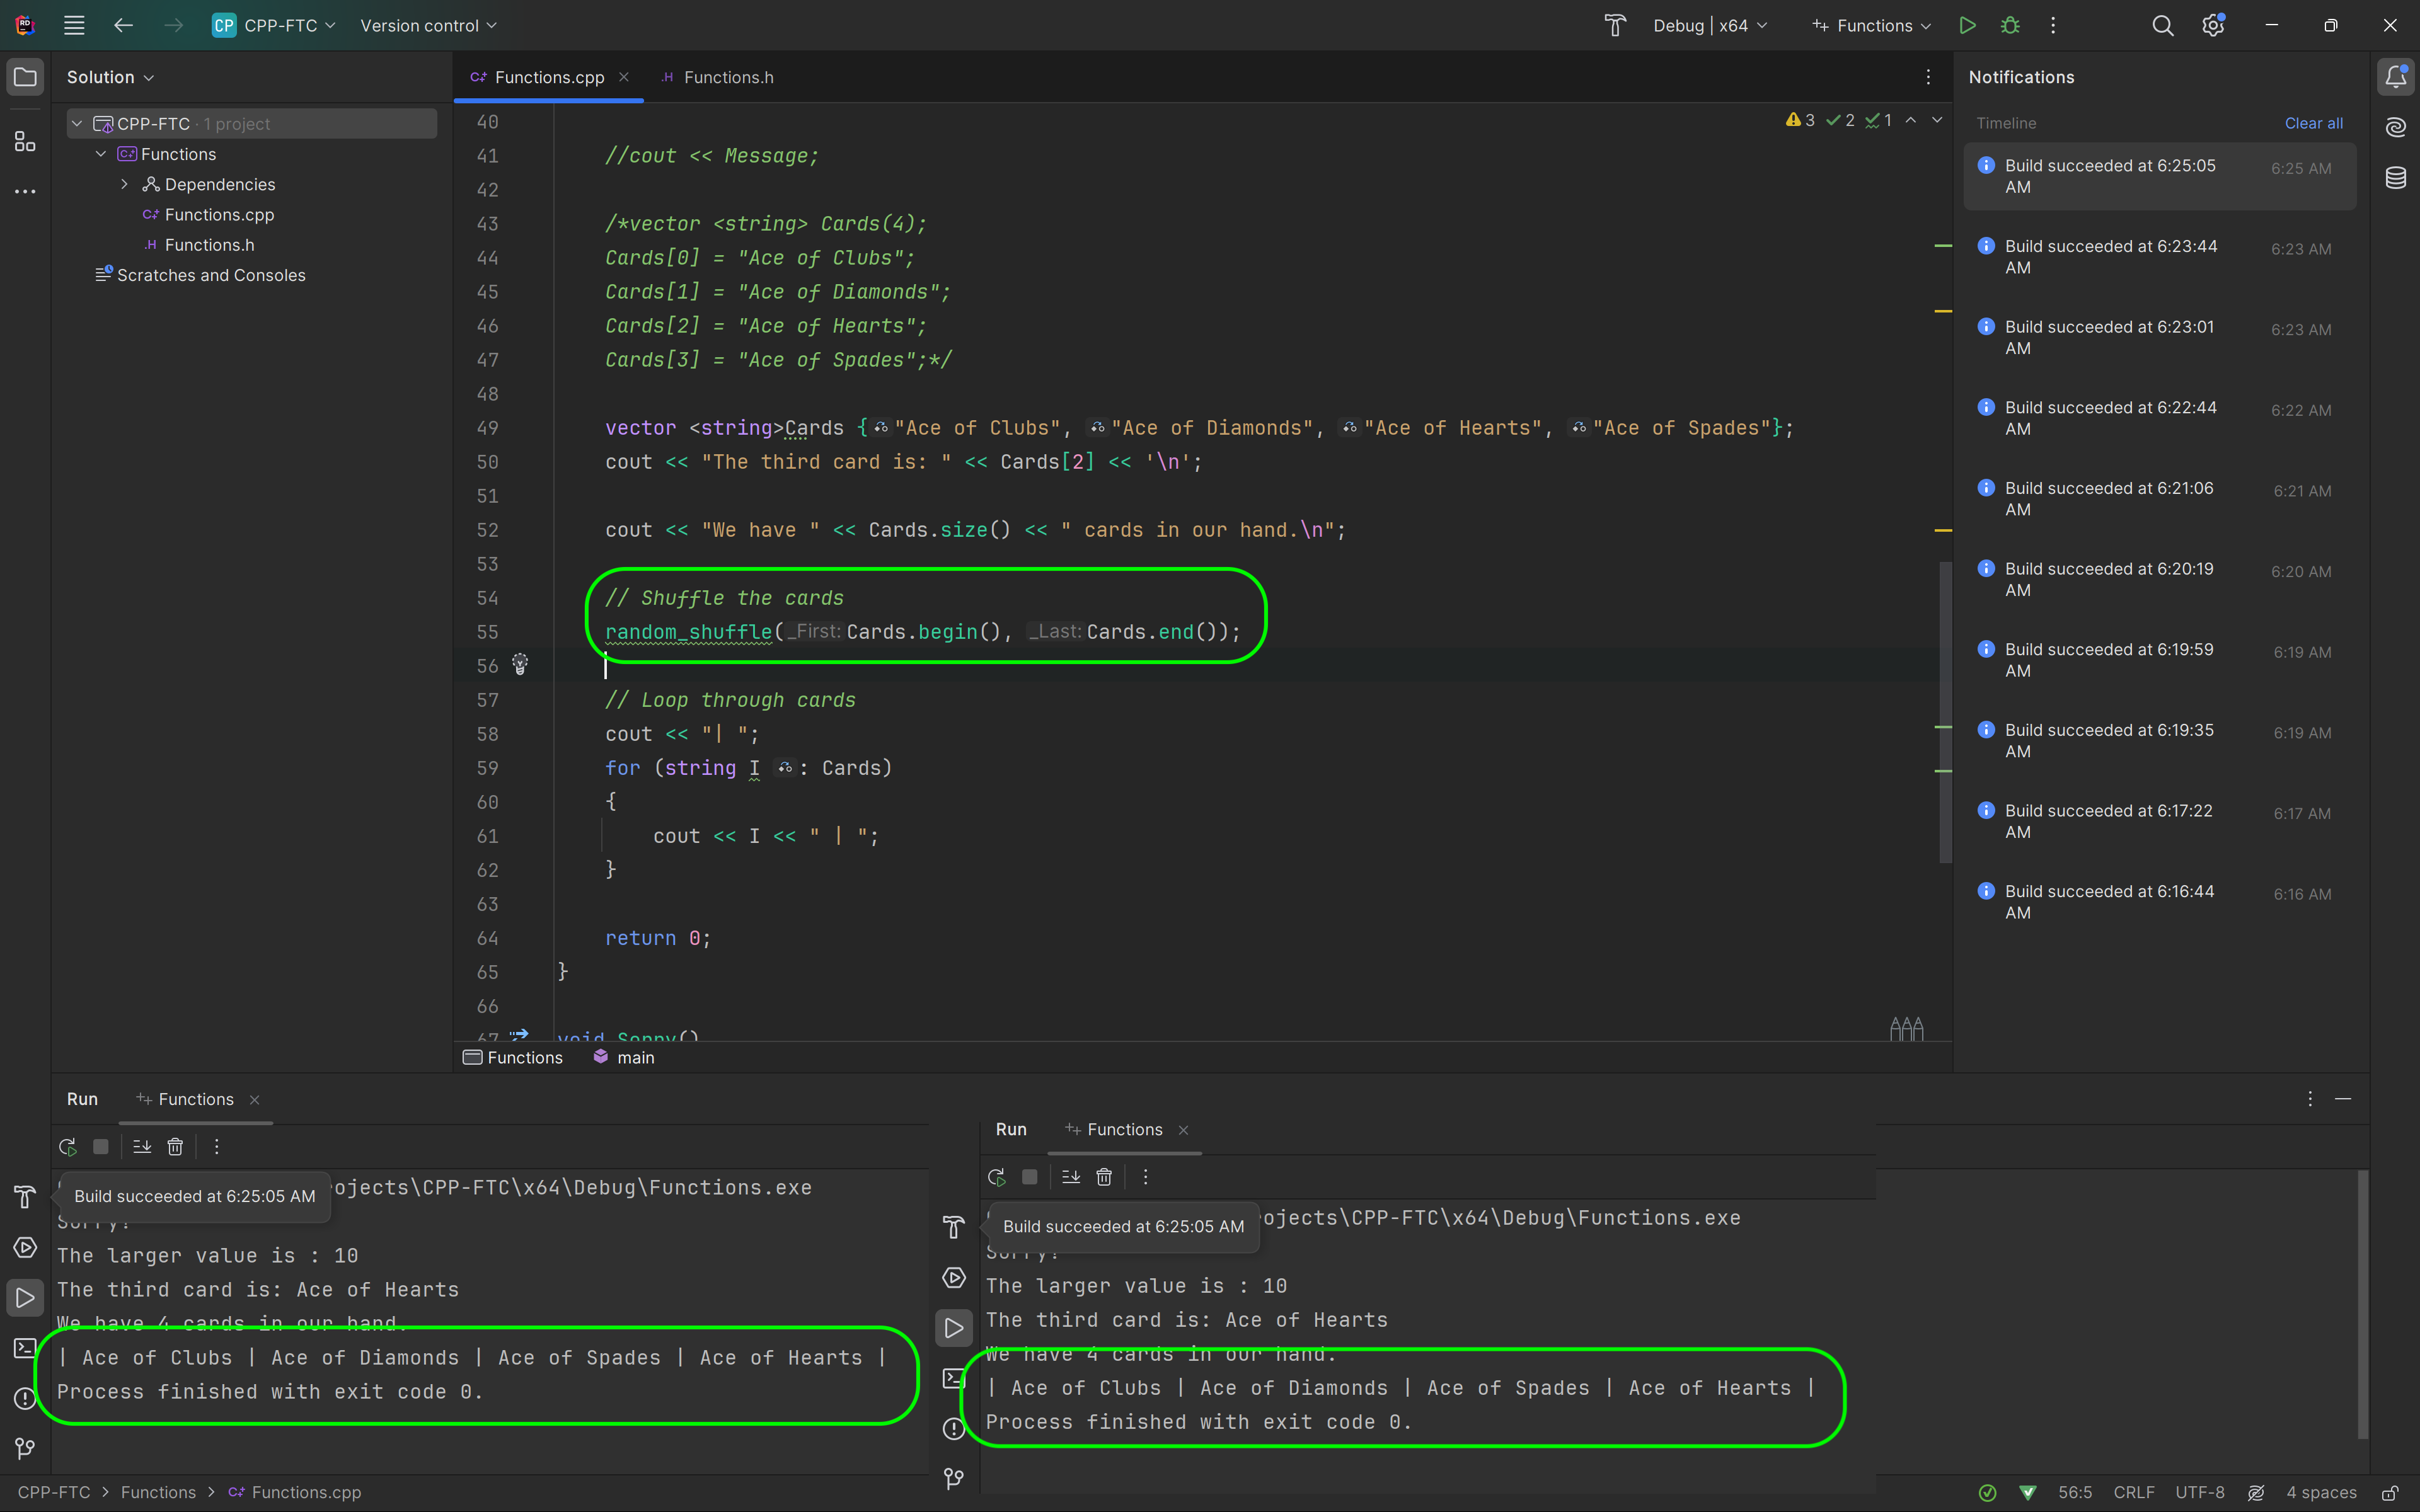 RD
CP CPP-FTC Version control Debug | x64 Functions
Solution
CPP-FTC · 1 project
Functions
Dependencies
Functions.cpp
.H Functions.h
Scratches and Consoles
Functions.cpp
.H Functions.h
3 2 1
40
41 //cout << Message;
42
43 /*vector <string> Cards(4);
44 Cards[0] = "Ace of Clubs";
45 Cards[1] = "Ace of Diamonds";
46 Cards[2] = "Ace of Hearts";
47 Cards[3] = "Ace of Spades";*/
48
49 vector <string>Cards {"Ace of Clubs", "Ace of Diamonds", "Ace of Hearts", "Ace of Spades"};
50 cout << "The third card is: " << Cards[2] << '\n';
51
52 cout << "We have " << Cards.size() << " cards in our hand.\n";
53
54 // Shuffle the cards
55 random_shuffle(_First: Cards.begin(), _Last: Cards.end());
56
57 // Loop through cards
58 cout << "| ";
59 for (string I : Cards)
60 {
61 cout << I << " | ";
62 }
63
64 return 0;
65 }
66
67 void Sorry()
Functions main
Notifications
Timeline Clear all
Build succeeded at 6:25:05 6:25 AM
AM
Build succeeded at 6:23:44 6:23 AM
AM
Build succeeded at 6:23:01 6:23 AM
AM
Build succeeded at 6:22:44 6:22 AM
AM
Build succeeded at 6:21:06 6:21 AM
AM
Build succeeded at 6:20:19 6:20 AM
AM
Build succeeded at 6:19:59 6:19 AM
AM
Build succeeded at 6:19:35 6:19 AM
AM
Build succeeded at 6:17:22 6:17 AM
AM
Build succeeded at 6:16:44 6:16 AM
AM
Run Functions
Build succeeded at 6:25:05 AM ojects\CPP-FTC\x64\Debug\Functions.exe
Sorry!
The larger value is : 10
The third card is: Ace of Hearts
We have 4 cards in our hand.
| Ace of Clubs | Ace of Diamonds | Ace of Spades | Ace of Hearts |
Process finished with exit code 0.
Run Functions
Build succeeded at 6:25:05 AM ojects\CPP-FTC\x64\Debug\Functions.exe
Sorry!
The larger value is : 10
The third card is: Ace of Hearts
We have 4 cards in our hand.
| Ace of Clubs | Ace of Diamonds | Ace of Spades | Ace of Hearts |
Process finished with exit code 0.
CPP-FTC > Functions > Functions.cpp
56:5 CRLF UTF-8 4 spaces